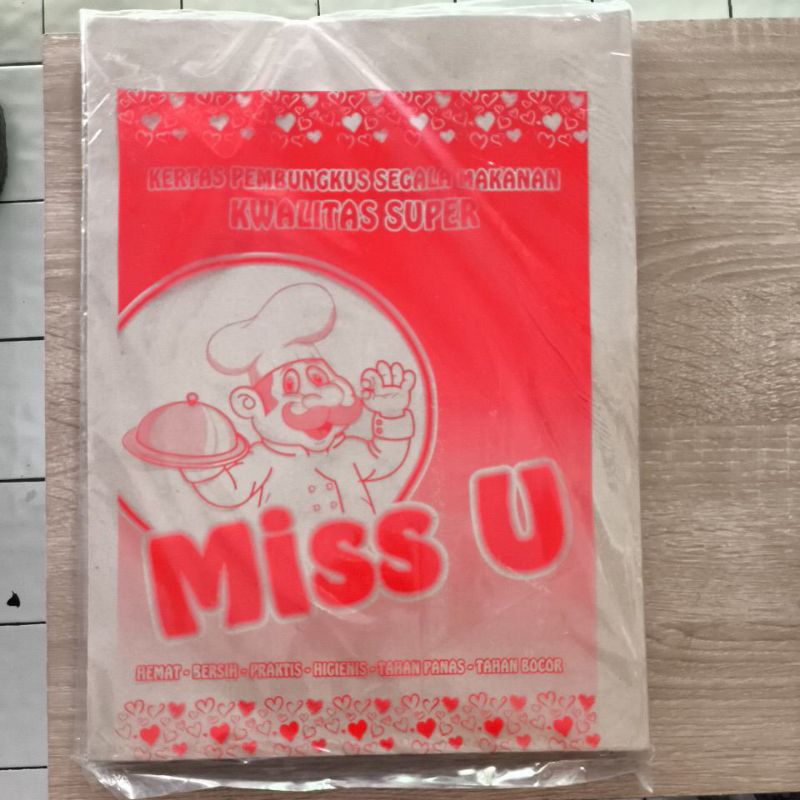 KERTAS PEMBUNGKUS SEGALA MAKANAN
KWALITAS SUPER
Miss U
HEMAT - BERSIH - PRAKTIS - HIGIENIS - TAHAN PANAS - TAHAN BOCOR